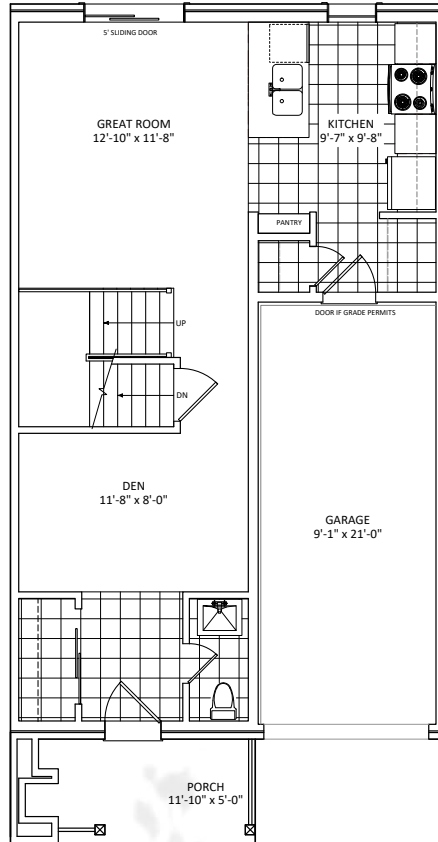 5' SLIDING DOOR
GREAT ROOM
12'-10" x 11'-8"
KITCHEN
9'-7" x 9'-8"
PANTRY
UP
DOOR IF GRADE PERMITS
DN
DEN
11'-8" x 8'-0"
GARAGE
9'-1" x 21'-0"
PORCH
11'-10" x 5'-0"